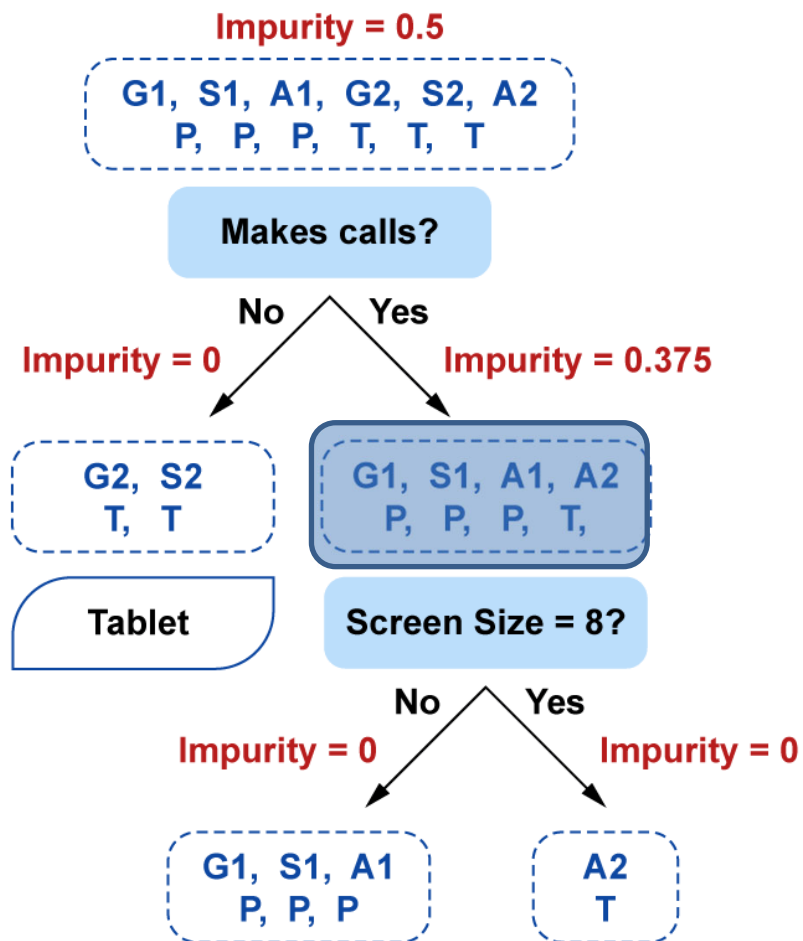 Impurity = 0.5
G1, S1, A1, G2, S2, A2
P, P, P, T, T, T
Makes calls?
No Yes
Impurity = 0 Impurity = 0.375
G2, S2
T, T
G1, S1, A1, A2
P, P, P, T,
Tablet
Screen Size = 8?
No Yes
Impurity = 0 Impurity = 0
G1, S1, A1
P, P, P
A2
T